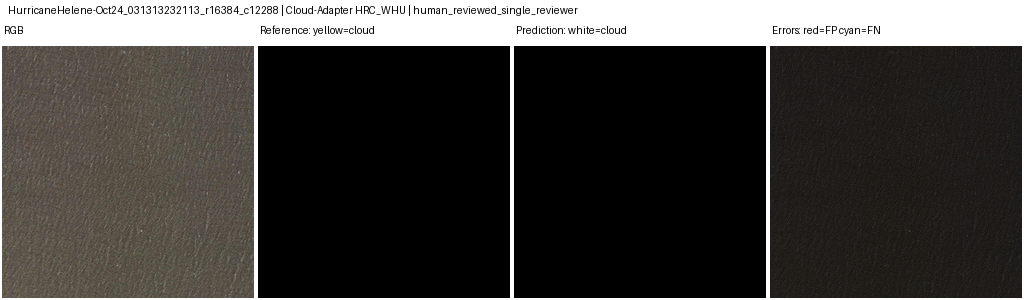 HurricaneHelene-Oct24_031313232113_r16384_c12288 | Cloud-Adapter HRC_WHU | human_reviewed_single_reviewer
RGB
Reference: yellow=cloud
Prediction: white=cloud
Errors: red=FP cyan=FN